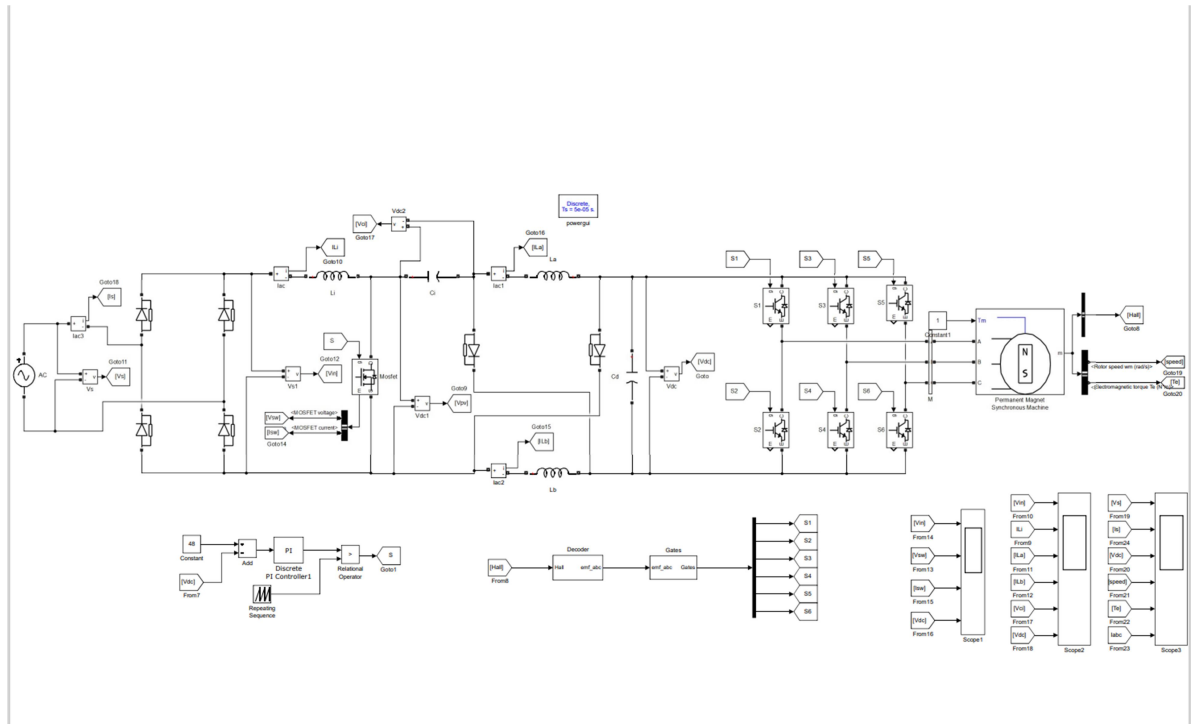 Discrete,
Ts = 5e-05 s.
powergui
Vdc2
[Vci]
Goto17
Goto16
[ILa]
La
ILi
Goto10
Iac
Li
Ci
Iac1
Goto18
[Is]
Iac3
AC
Goto11
[Vs]
Vs
S
Goto12
[Vin]
Vs1
Mosfet
<MOSFET voltage>
[Vsw]
<MOSFET current>
[Isw]
Goto14
Goto9
[Vbv]
Vdc1
Goto15
[ILb]
Iac2
Lb
Cd
[Vdc]
Goto
Vdc
S1
S3
S5
S1
S3
S5
S2
S4
S6
S2
S4
S6
1
Constant1
M
Tm
A
B
C
m
N
S
Permanent Magnet
Synchronous Machine
[Hall]
Goto8
[speed]
<Rotor speed wm (rad/s)>
Goto19
[Te]
Goto20
48
Constant
[Vdc]
From7
Add
PI
Discrete
PI Controller1
Repeating
Sequence
>
Relational
Operator
S
Goto1
[Hall]
From8
Decoder
Hall
emf_abc
Gates
emf_abc
Gates
S1
S2
S3
S4
S5
S6
[Vin]
From14
[Vsw]
From13
[Isw]
From15
[Vdc]
From16
Scope1
[Vin]
From10
ILi
From9
[ILa]
From11
[ILb]
From12
[Vci]
From17
[Vdc]
From18
Scope2
[Vs]
From19
[Is]
From24
[Vdc]
From20
[speed]
From21
[Te]
From22
Iabc
From23
Scope3